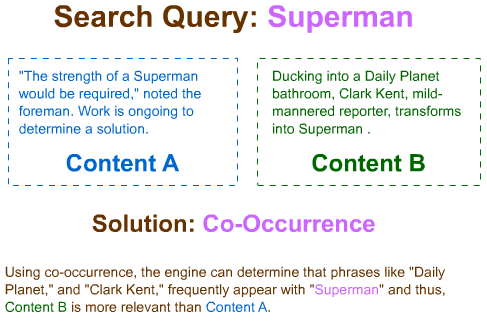 Search Query: Superman
"The strength of a Superman
would be required," noted the
foreman. Work is ongoing to
determine a solution.
Content A
Ducking into a Daily Planet
bathroom, Clark Kent, mild-
mannered reporter, transforms
into Superman .
Content B
Solution: Co-Occurrence
Using co-occurrence, the engine can determine that phrases like "Daily
Planet," and "Clark Kent," frequently appear with "Superman" and thus,
Content B is more relevant than Content A.